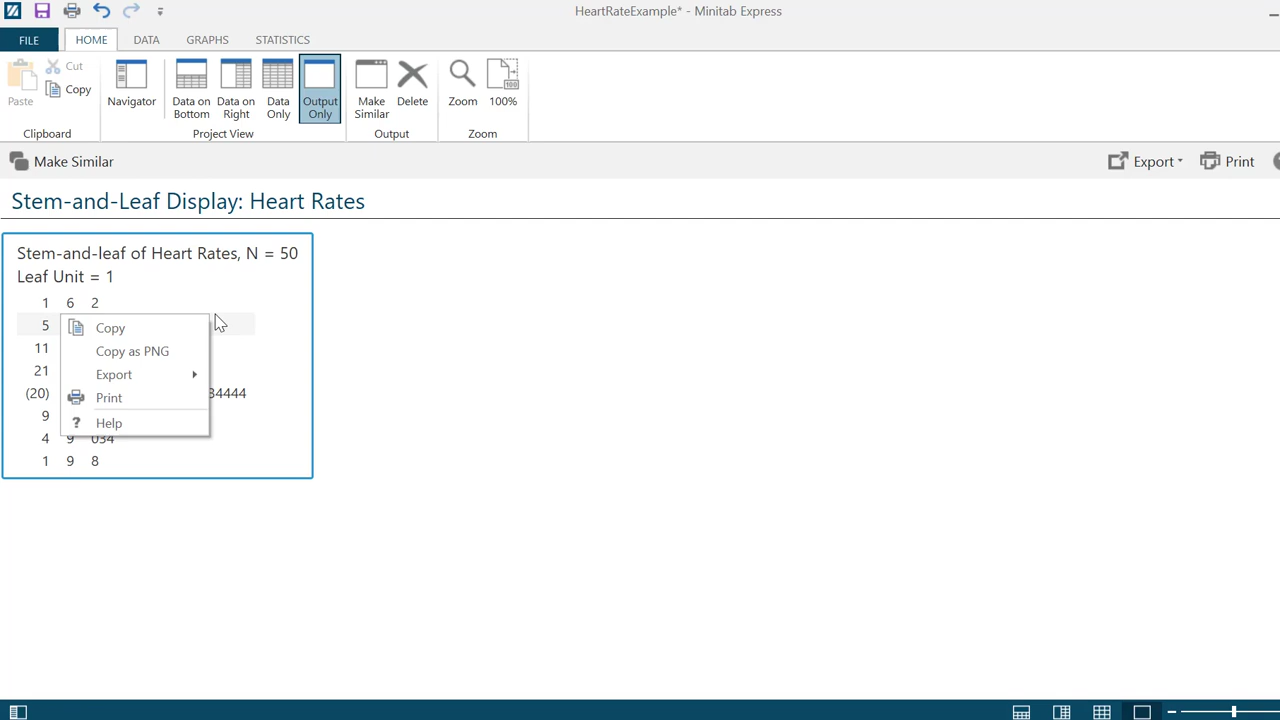 HeartRateExample* - Minitab Express
FILE HOME DATA GRAPHS STATISTICS
Paste
Cut
Copy
Clipboard
Navigator
Data on Bottom
Data on Right
Data Only
Output Only
Project View
Make Similar
Delete
Output
Zoom
100
100%
Zoom
Make Similar
Export
Print
Stem-and-Leaf Display: Heart Rates
Stem-and-leaf of Heart Rates, N = 50
Leaf Unit = 1
1 6 2
5
11
21
(20) 34444
9
4 9 034
1 9 8
Copy
Copy as PNG
Export
Print
? Help